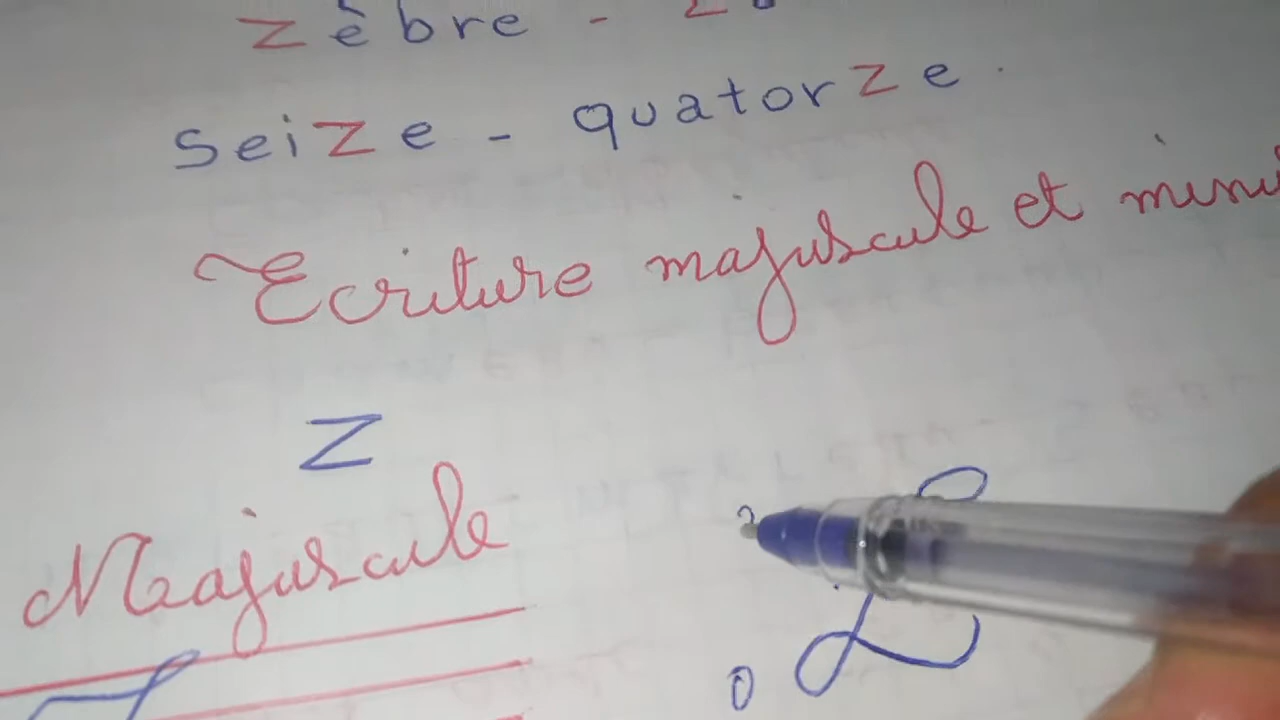 zèbre -
seize - quatorze.
Ecriture majuscule et
Z
Majuscule